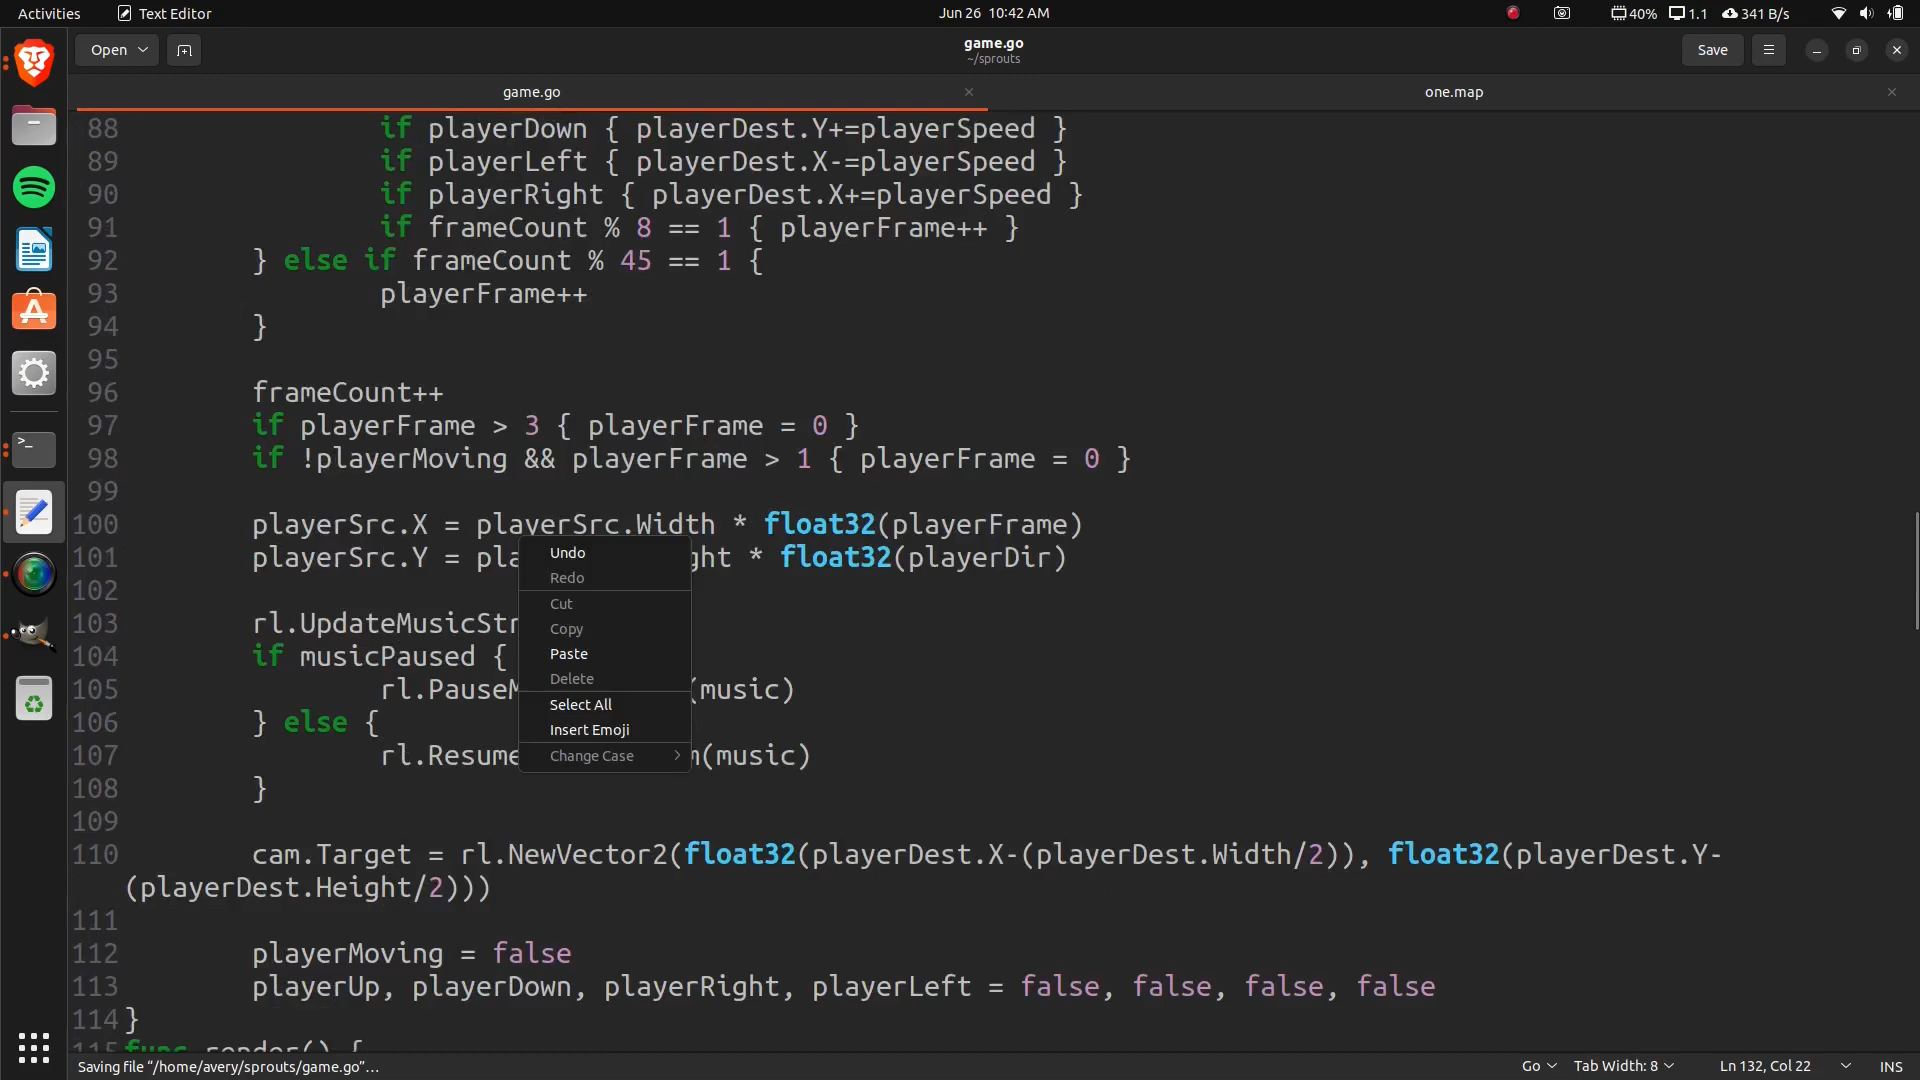 Activities Text Editor Jun 26 10:42 AM 40% 1.1 341 B/s
Open game.go Save
~/sprouts
game.go one.map
88 if playerDown { playerDest.Y+=playerSpeed }
89 if playerLeft { playerDest.X-=playerSpeed }
90 if playerRight { playerDest.X+=playerSpeed }
91 if frameCount % 8 == 1 { playerFrame++ }
92 } else if frameCount % 45 == 1 {
93 playerFrame++
94 }
95
96 frameCount++
97 if playerFrame > 3 { playerFrame = 0 }
98 if !playerMoving && playerFrame > 1 { playerFrame = 0 }
99
100 playerSrc.X = playerSrc.Width * float32(playerFrame)
101 playerSrc.Y = pla ght * float32(playerDir)
102
103 rl.UpdateMusicStr
104 if musicPaused {
105 rl.PauseM (music)
106 } else {
107 rl.Resume m(music)
108 }
109
110 cam.Target = rl.NewVector2(float32(playerDest.X-(playerDest.Width/2)), float32(playerDest.Y-
(playerDest.Height/2)))
111
112 playerMoving = false
113 playerUp, playerDown, playerRight, playerLeft = false, false, false, false
114 }
115 func render() {
Undo
Redo
Cut
Copy
Paste
Delete
Select All
Insert Emoji
Change Case
Saving file “/home/avery/sprouts/game.go”… Go Tab Width: 8 Ln 132, Col 22 INS